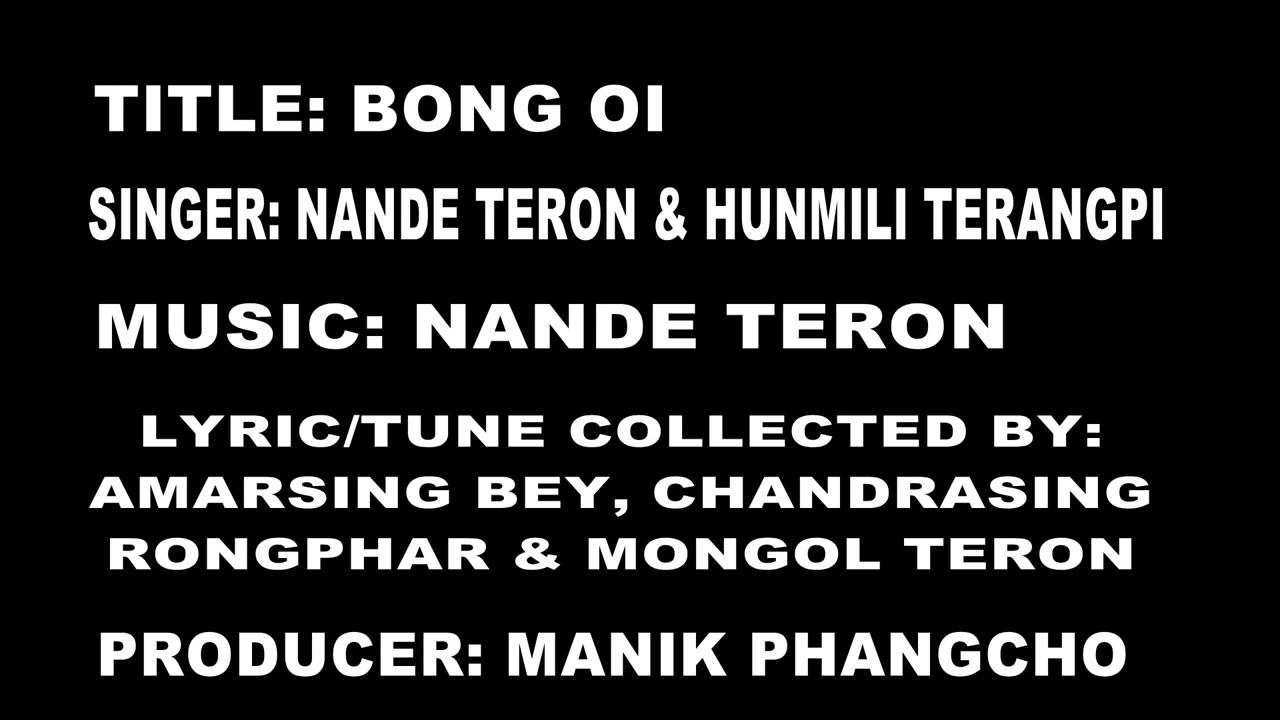 TITLE: BONG OI
SINGER: NANDE TERON & HUNMILI TERANGPI
MUSIC: NANDE TERON
LYRIC/TUNE COLLECTED BY:
AMARSING BEY, CHANDRASING
RONGPHAR & MONGOL TERON
PRODUCER: MANIK PHANGCHO